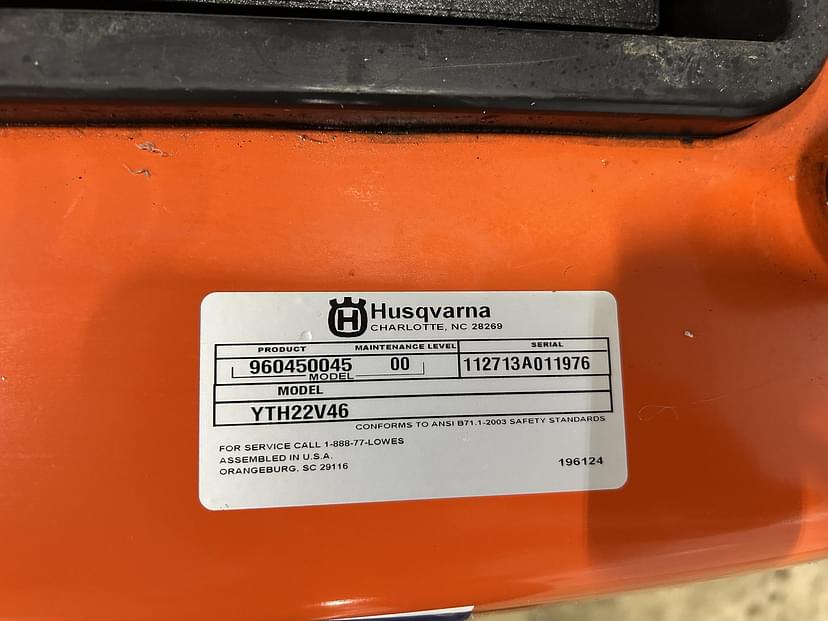 H Husqvarna
CHARLOTTE, NC 28269
PRODUCT MAINTENANCE LEVEL SERIAL
960450045 00 112713A011976
MODEL
MODEL
YTH22V46
CONFORMS TO ANSI B71.1-2003 SAFETY STANDARDS
FOR SERVICE CALL 1-888-77-LOWES
ASSEMBLED IN U.S.A.
ORANGEBURG, SC 29116
196124